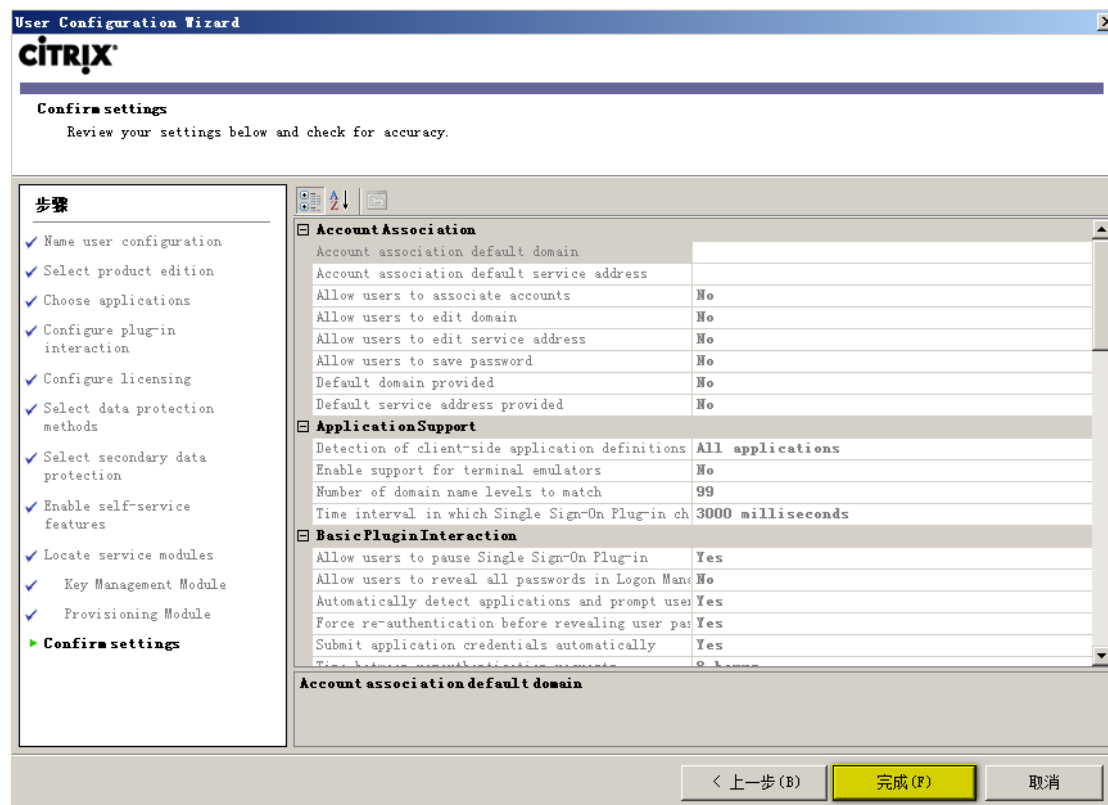 User Configuration Wizard
CİTRIX
Confirm settings
Review your settings below and check for accuracy.
步骤
Name user configuration
Select product edition
Choose applications
Configure plug-in
interaction
Configure licensing
Select data protection
methods
Select secondary data
protection
Enable self-service
features
Locate service modules
Key Management Module
Provisioning Module
Confirm settings
Account Association
Account association default domain
Account association default service address
Allow users to associate accounts No
Allow users to edit domain No
Allow users to edit service address No
Allow users to save password No
Default domain provided No
Default service address provided No
Application Support
Detection of client-side application definitions All applications
Enable support for terminal emulators No
Number of domain name levels to match 99
Time interval in which Single Sign-On Plug-in ch 3000 milliseconds
Basic Plugin Interaction
Allow users to pause Single Sign-On Plug-in Yes
Allow users to reveal all passwords in Logon Mana No
Automatically detect applications and prompt user Yes
Force re-authentication before revealing user pas Yes
Submit application credentials automatically Yes
Time between reauthentication requests 8 hours
Account association default domain
< 上一步(B)
完成(F)
取消